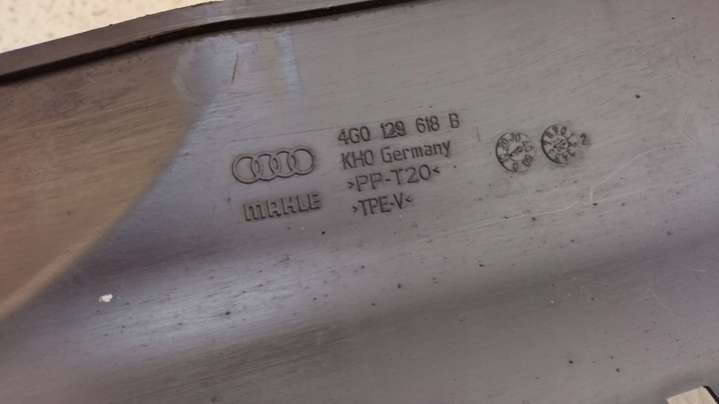 4G0 129 618 B
KH0 Germany
>PP-T20<
>TPE-V<
MAHLE